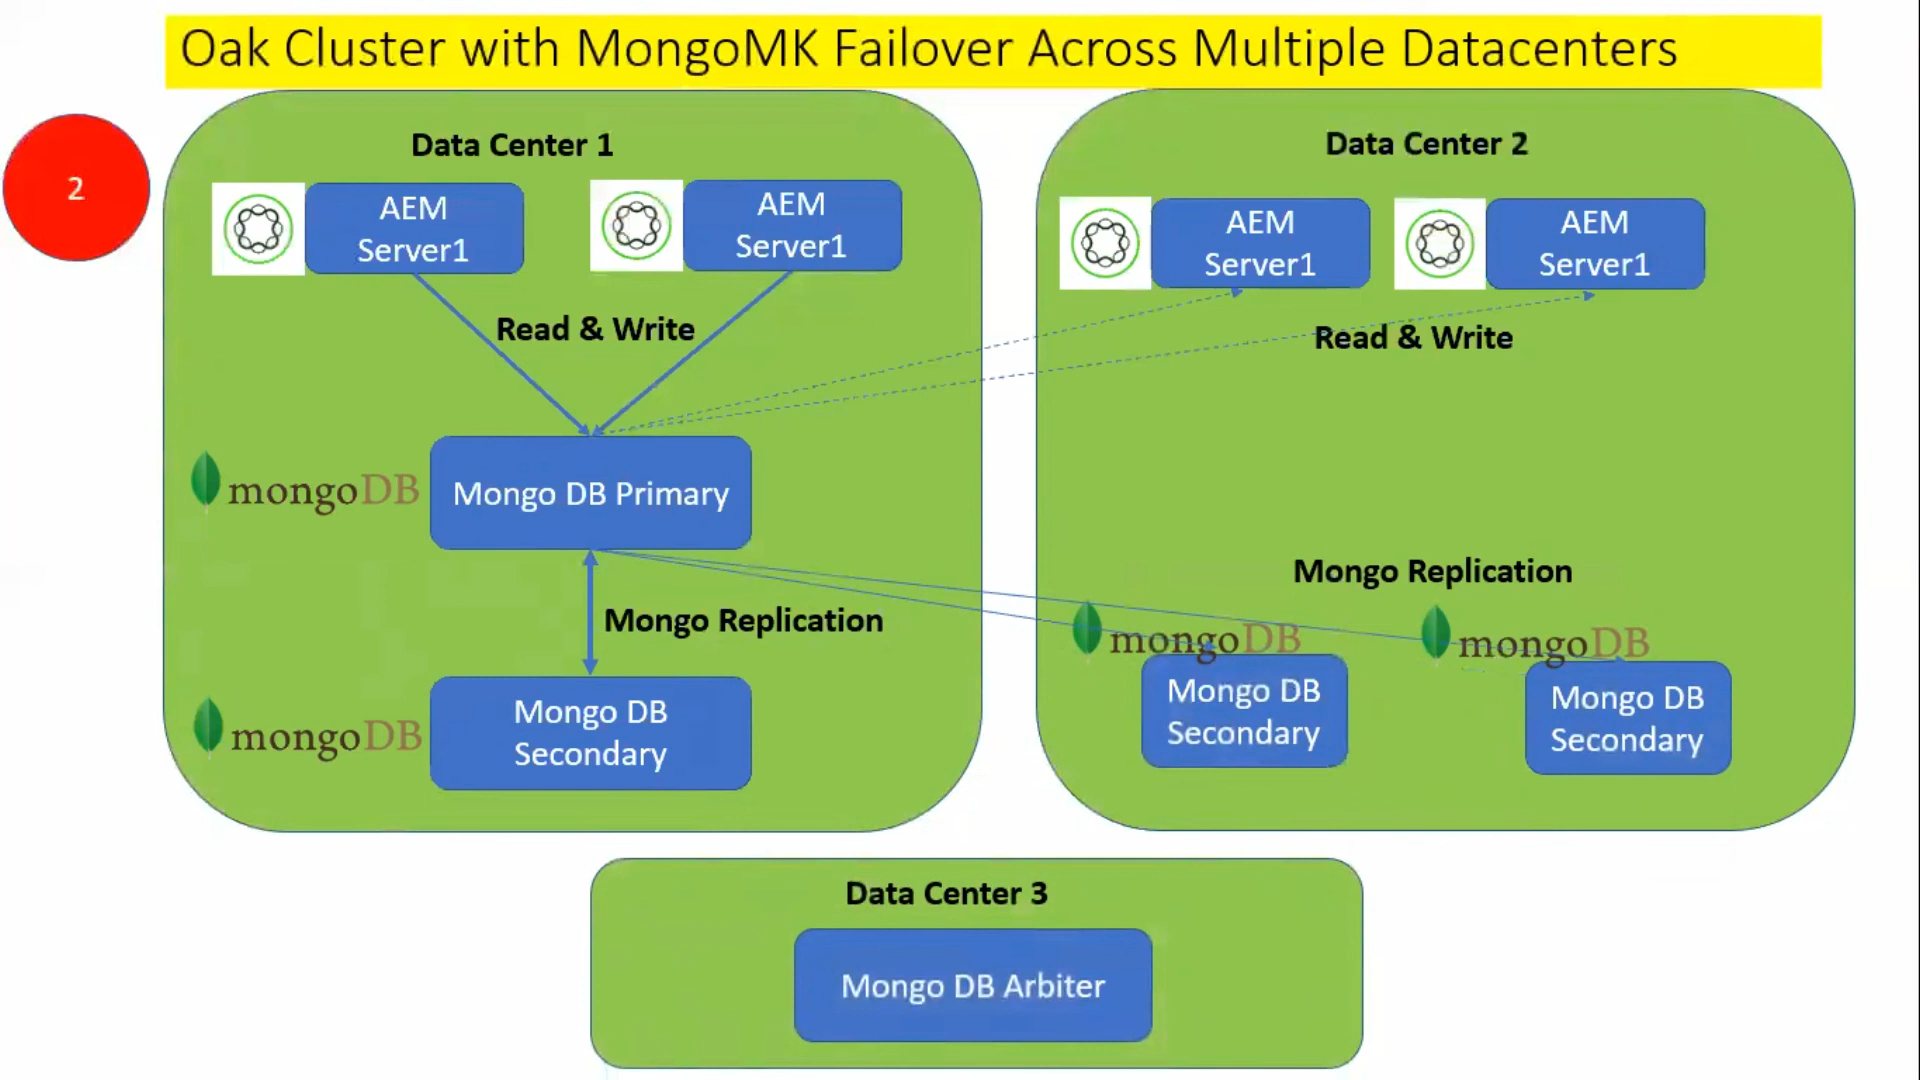 Oak Cluster with MongoMK Failover Across Multiple Datacenters
2
Data Center 1
AEM
Server1
AEM
Server1
Read & Write
mongoDB
Mongo DB Primary
Mongo Replication
mongoDB
Mongo DB
Secondary
Data Center 2
AEM
Server1
AEM
Server1
Read & Write
Mongo Replication
mongoDB
Mongo DB
Secondary
mongoDB
Mongo DB
Secondary
Data Center 3
Mongo DB Arbiter